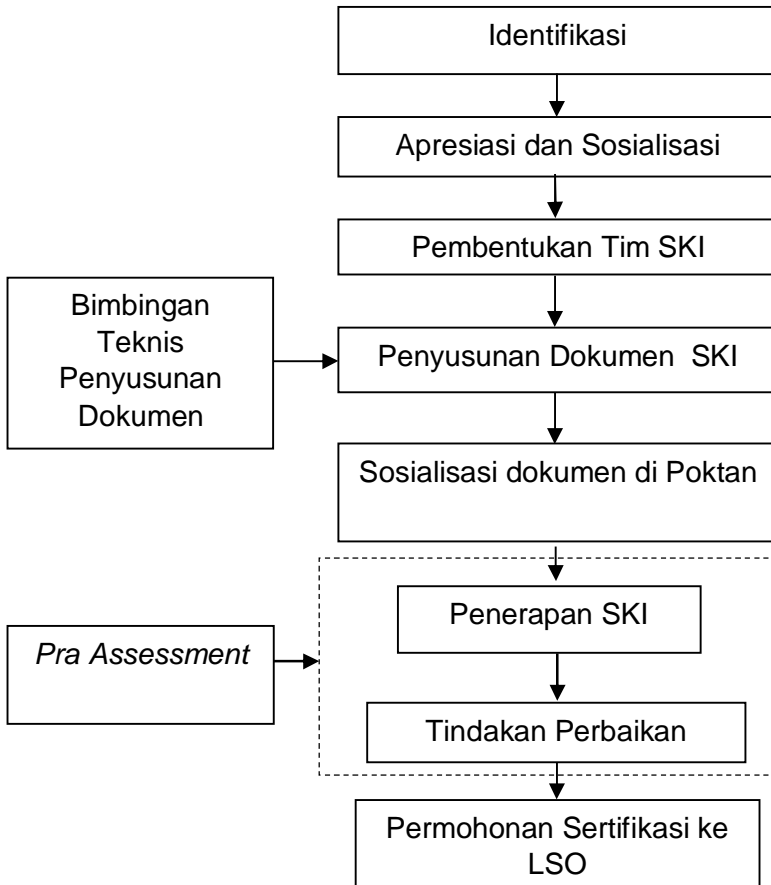 Identifikasi
Apresiasi dan Sosialisasi
Pembentukan Tim SKI
Bimbingan
Teknis
Penyusunan
Dokumen
Penyusunan Dokumen SKI
Sosialisasi dokumen di Poktan
Penerapan SKI
Pra Assessment
Tindakan Perbaikan
Permohonan Sertifikasi ke
LSO